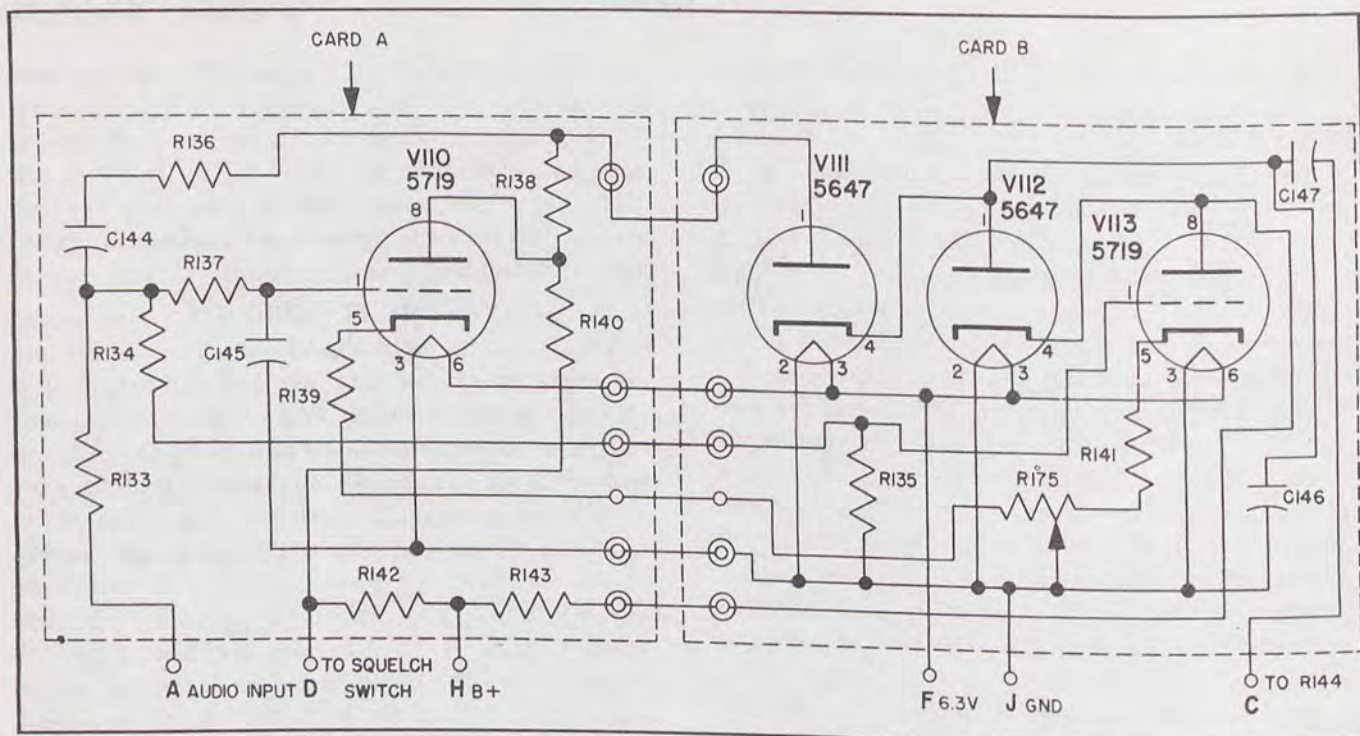 CARD A
CARD B
R136
V110
5719
R138
V111
5647
V112
5647
C147
V113
5719
8
1
1
8
C144
R137
1
5
R140
4
4
1
5
R134
C145
3 6
2 3
2 3
3 6
R139
R141
R135
R175
C146
R133
R142
R143
A AUDIO INPUT
D TO SQUELCH
SWITCH
H B+
F 6.3V
J GND
C TO R144